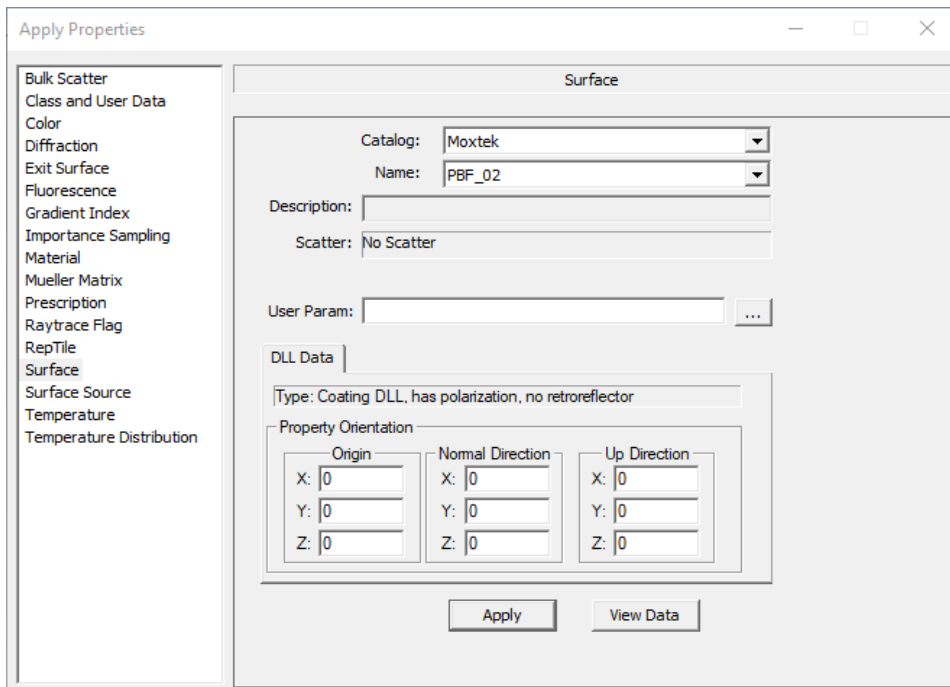 Apply Properties
Bulk Scatter
Class and User Data
Color
Diffraction
Exit Surface
Fluorescence
Gradient Index
Importance Sampling
Material
Mueller Matrix
Prescription
Raytrace Flag
RepTile
Surface
Surface Source
Temperature
Temperature Distribution
Surface
Catalog: Moxtek
Name: PBF_02
Description:
Scatter: No Scatter
User Param: ...
DLL Data
Type: Coating DLL, has polarization, no retroreflector
Property Orientation
Origin Normal Direction Up Direction
X: 0 X: 0 X: 0
Y: 0 Y: 0 Y: 0
Z: 0 Z: 0 Z: 0
Apply View Data